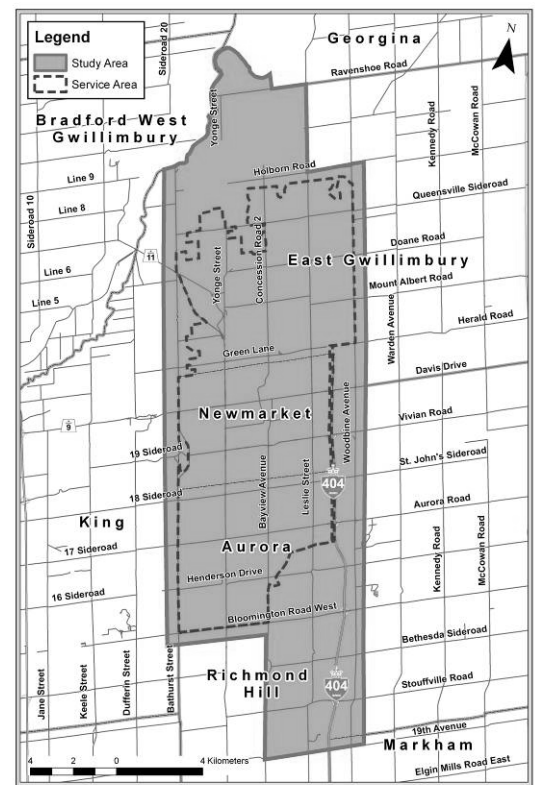 Legend
Study Area
Service Area
N
Georgina
Sideroad 20
Ravenshoe Road
Yonge Street
Bradford West
Gwillimbury
Kennedy Road
McCowan Road
Holborn Road
Line 9
Line 8
Queensville Sideroad
Sideroad 10
Concession Road 2
Doane Road
11
Yonge Street
East Gwillimbury
Line 6
Mount Albert Road
Line 5
Herald Road
Warden Avenue
Green Lane
Davis Drive
Newmarket
Woodbine Avenue
Vivian Road
9
19 Sideroad
St. John's Sideroad
Bayview Avenue
Leslie Street
404
18 Sideroad
Aurora Road
King
17 Sideroad
Aurora
Kennedy Road
McCowan Road
Henderson Drive
16 Sideroad
Bloomington Road West
Bethesda Sideroad
Jane Street
Keele Street
Dufferin Street
Bathurst Street
Richmond
Hill
404
Stouffville Road
19th Avenue
Markham
Elgin Mills Road East
4 2 0 4 Kilometers